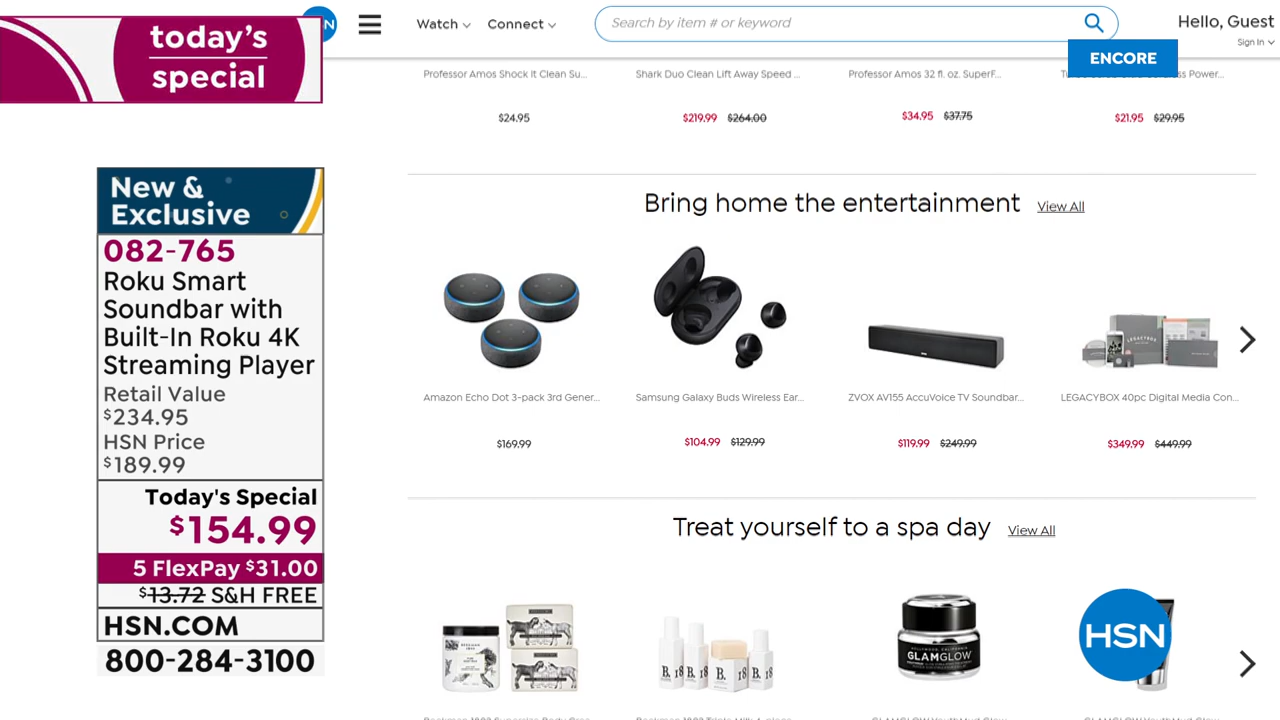 today's
special
Watch
Connect
Search by item # or keyword
Hello, Guest
Sign In
ENCORE
Professor Amos Shock It Clean Su...
Shark Duo Clean Lift Away Speed ...
Professor Amos 32 fl. oz. SuperF...
Power...
$24.95
$219.99 $264.00
$34.95 $37.75
$21.95 $29.95
New &
Exclusive
082-765
Roku Smart
Soundbar with
Built-In Roku 4K
Streaming Player
Retail Value
$234.95
HSN Price
$189.99
Today's Special
$154.99
5 FlexPay $31.00
$13.72 S&H FREE
HSN.COM
800-284-3100
Bring home the entertainment View All
Amazon Echo Dot 3-pack 3rd Gener...
Samsung Galaxy Buds Wireless Ear...
ZVOX AV155 AccuVoice TV Soundbar...
LEGACYBOX 40pc Digital Media Con...
$169.99
$104.99 $129.99
$119.99 $249.99
$349.99 $449.99
Treat yourself to a spa day View All
B. 18
B.
B. 18
GLAMGLOW
HSN